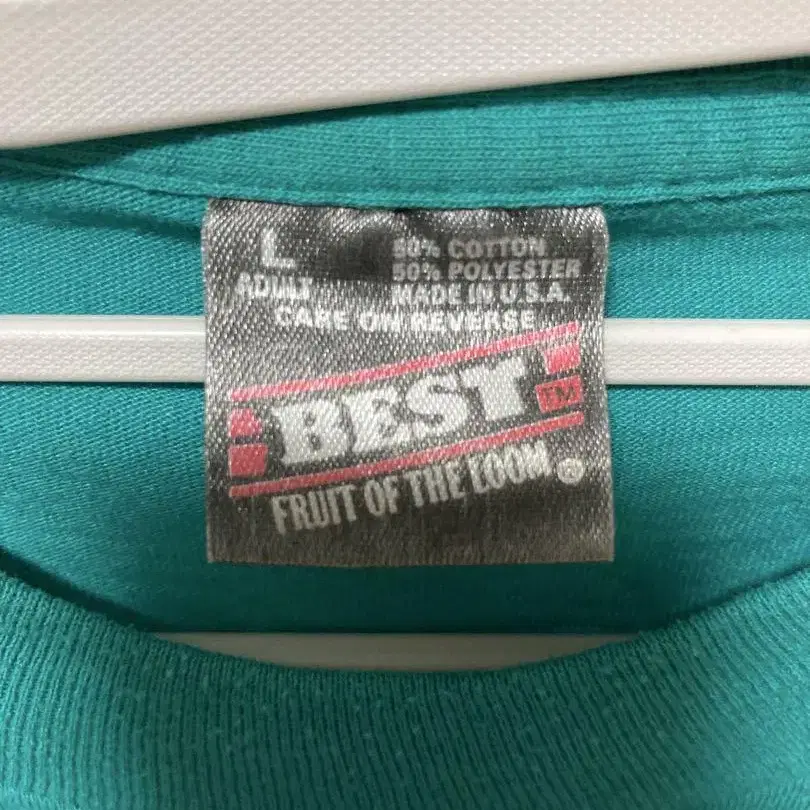 L
50% COTTON
50% POLYESTER
ADULT
MADE IN U.S.A.
CARE ON REVERSE
BEST TM
FRUIT OF THE LOOM ®